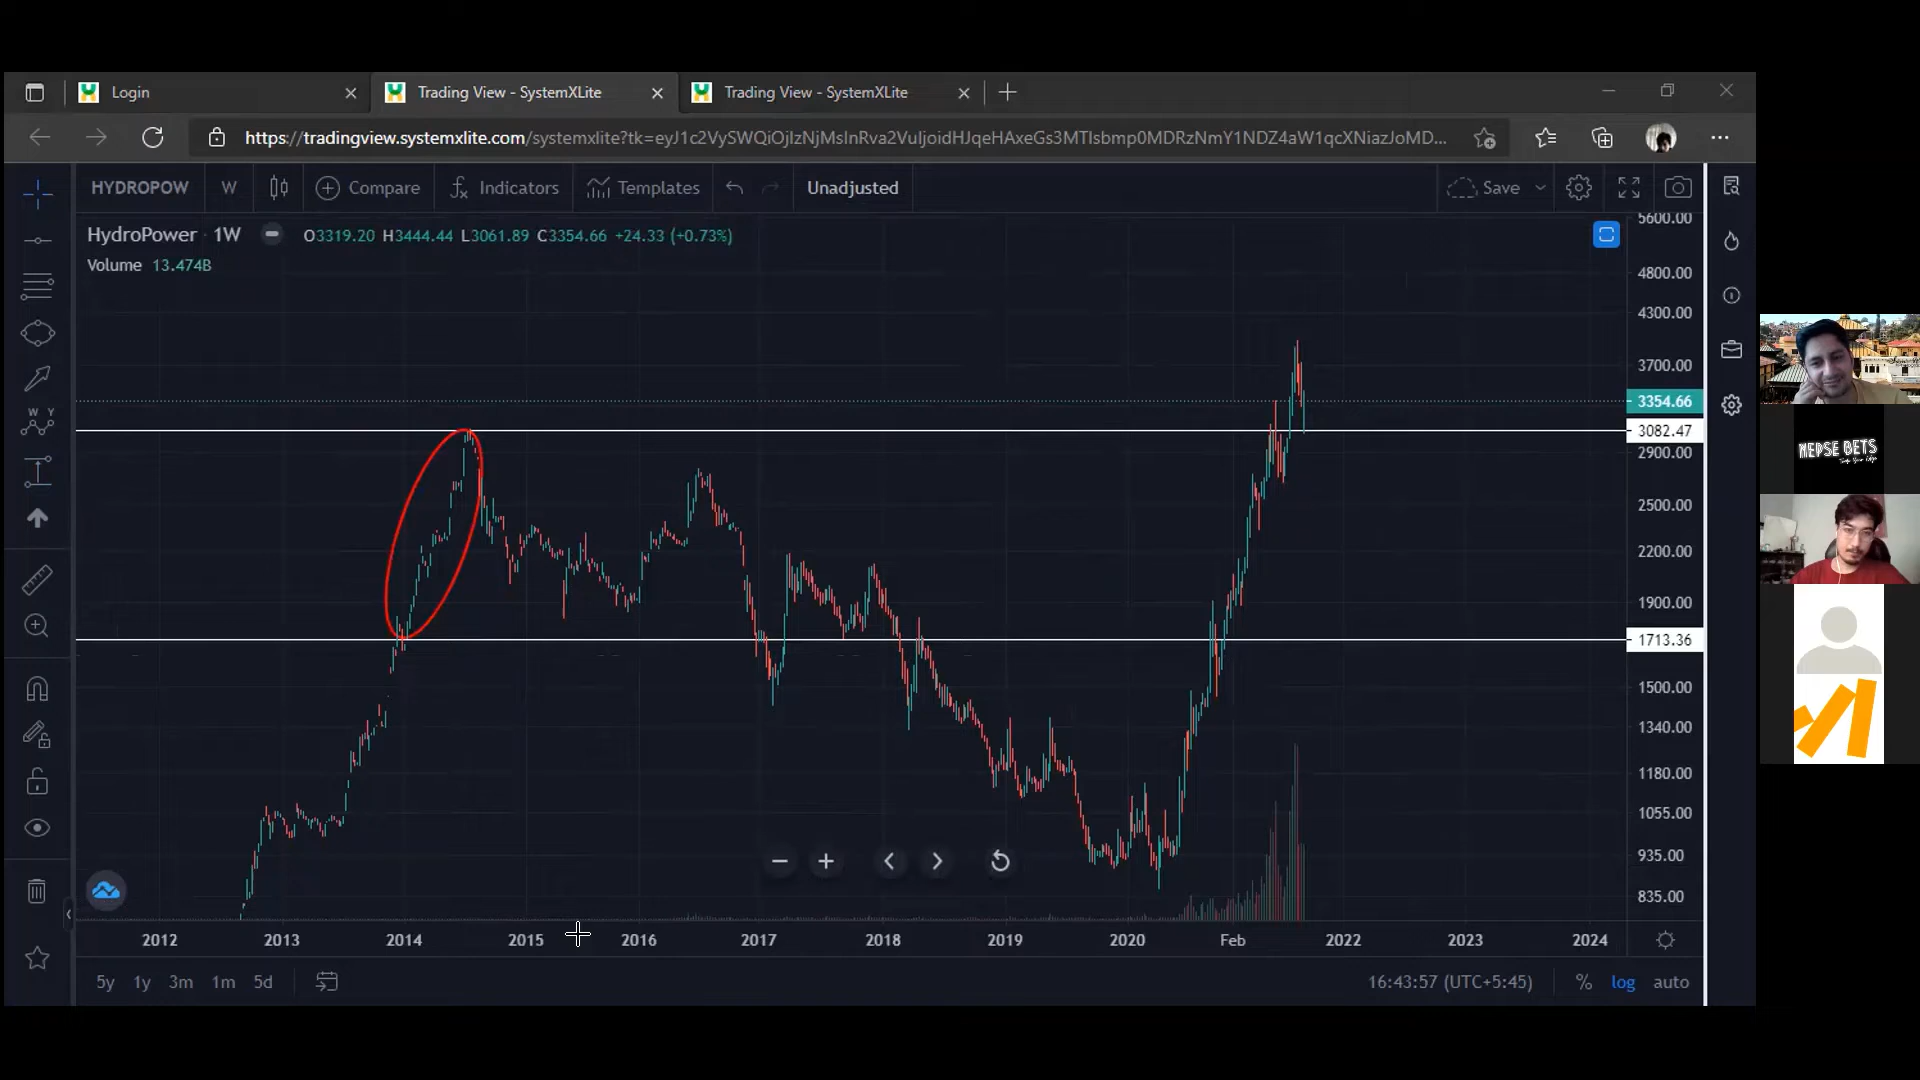 Login
Trading View - SystemXLite
Trading View - SystemXLite
https://tradingview.systemxlite.com/systemxlite?tk=
HYDROPOW W Compare Indicators Templates Unadjusted Save
HydroPower · 1W O3319.20 H3444.44 L3061.89 C3354.66 +24.33 (+0.73%)
Volume 13.474B
5600.00
4800.00
4300.00
3700.00
3354.66
3082.47
2900.00
2500.00
2200.00
1900.00
1713.36
1500.00
1340.00
1180.00
1055.00
935.00
835.00
W Y
2012 2013 2014 2015 2016 2017 2018 2019 2020 Feb 2022 2023 2024
5y 1y 3m 1m 5d 16:43:57 (UTC+5:45) % log auto
NEPSE BETS